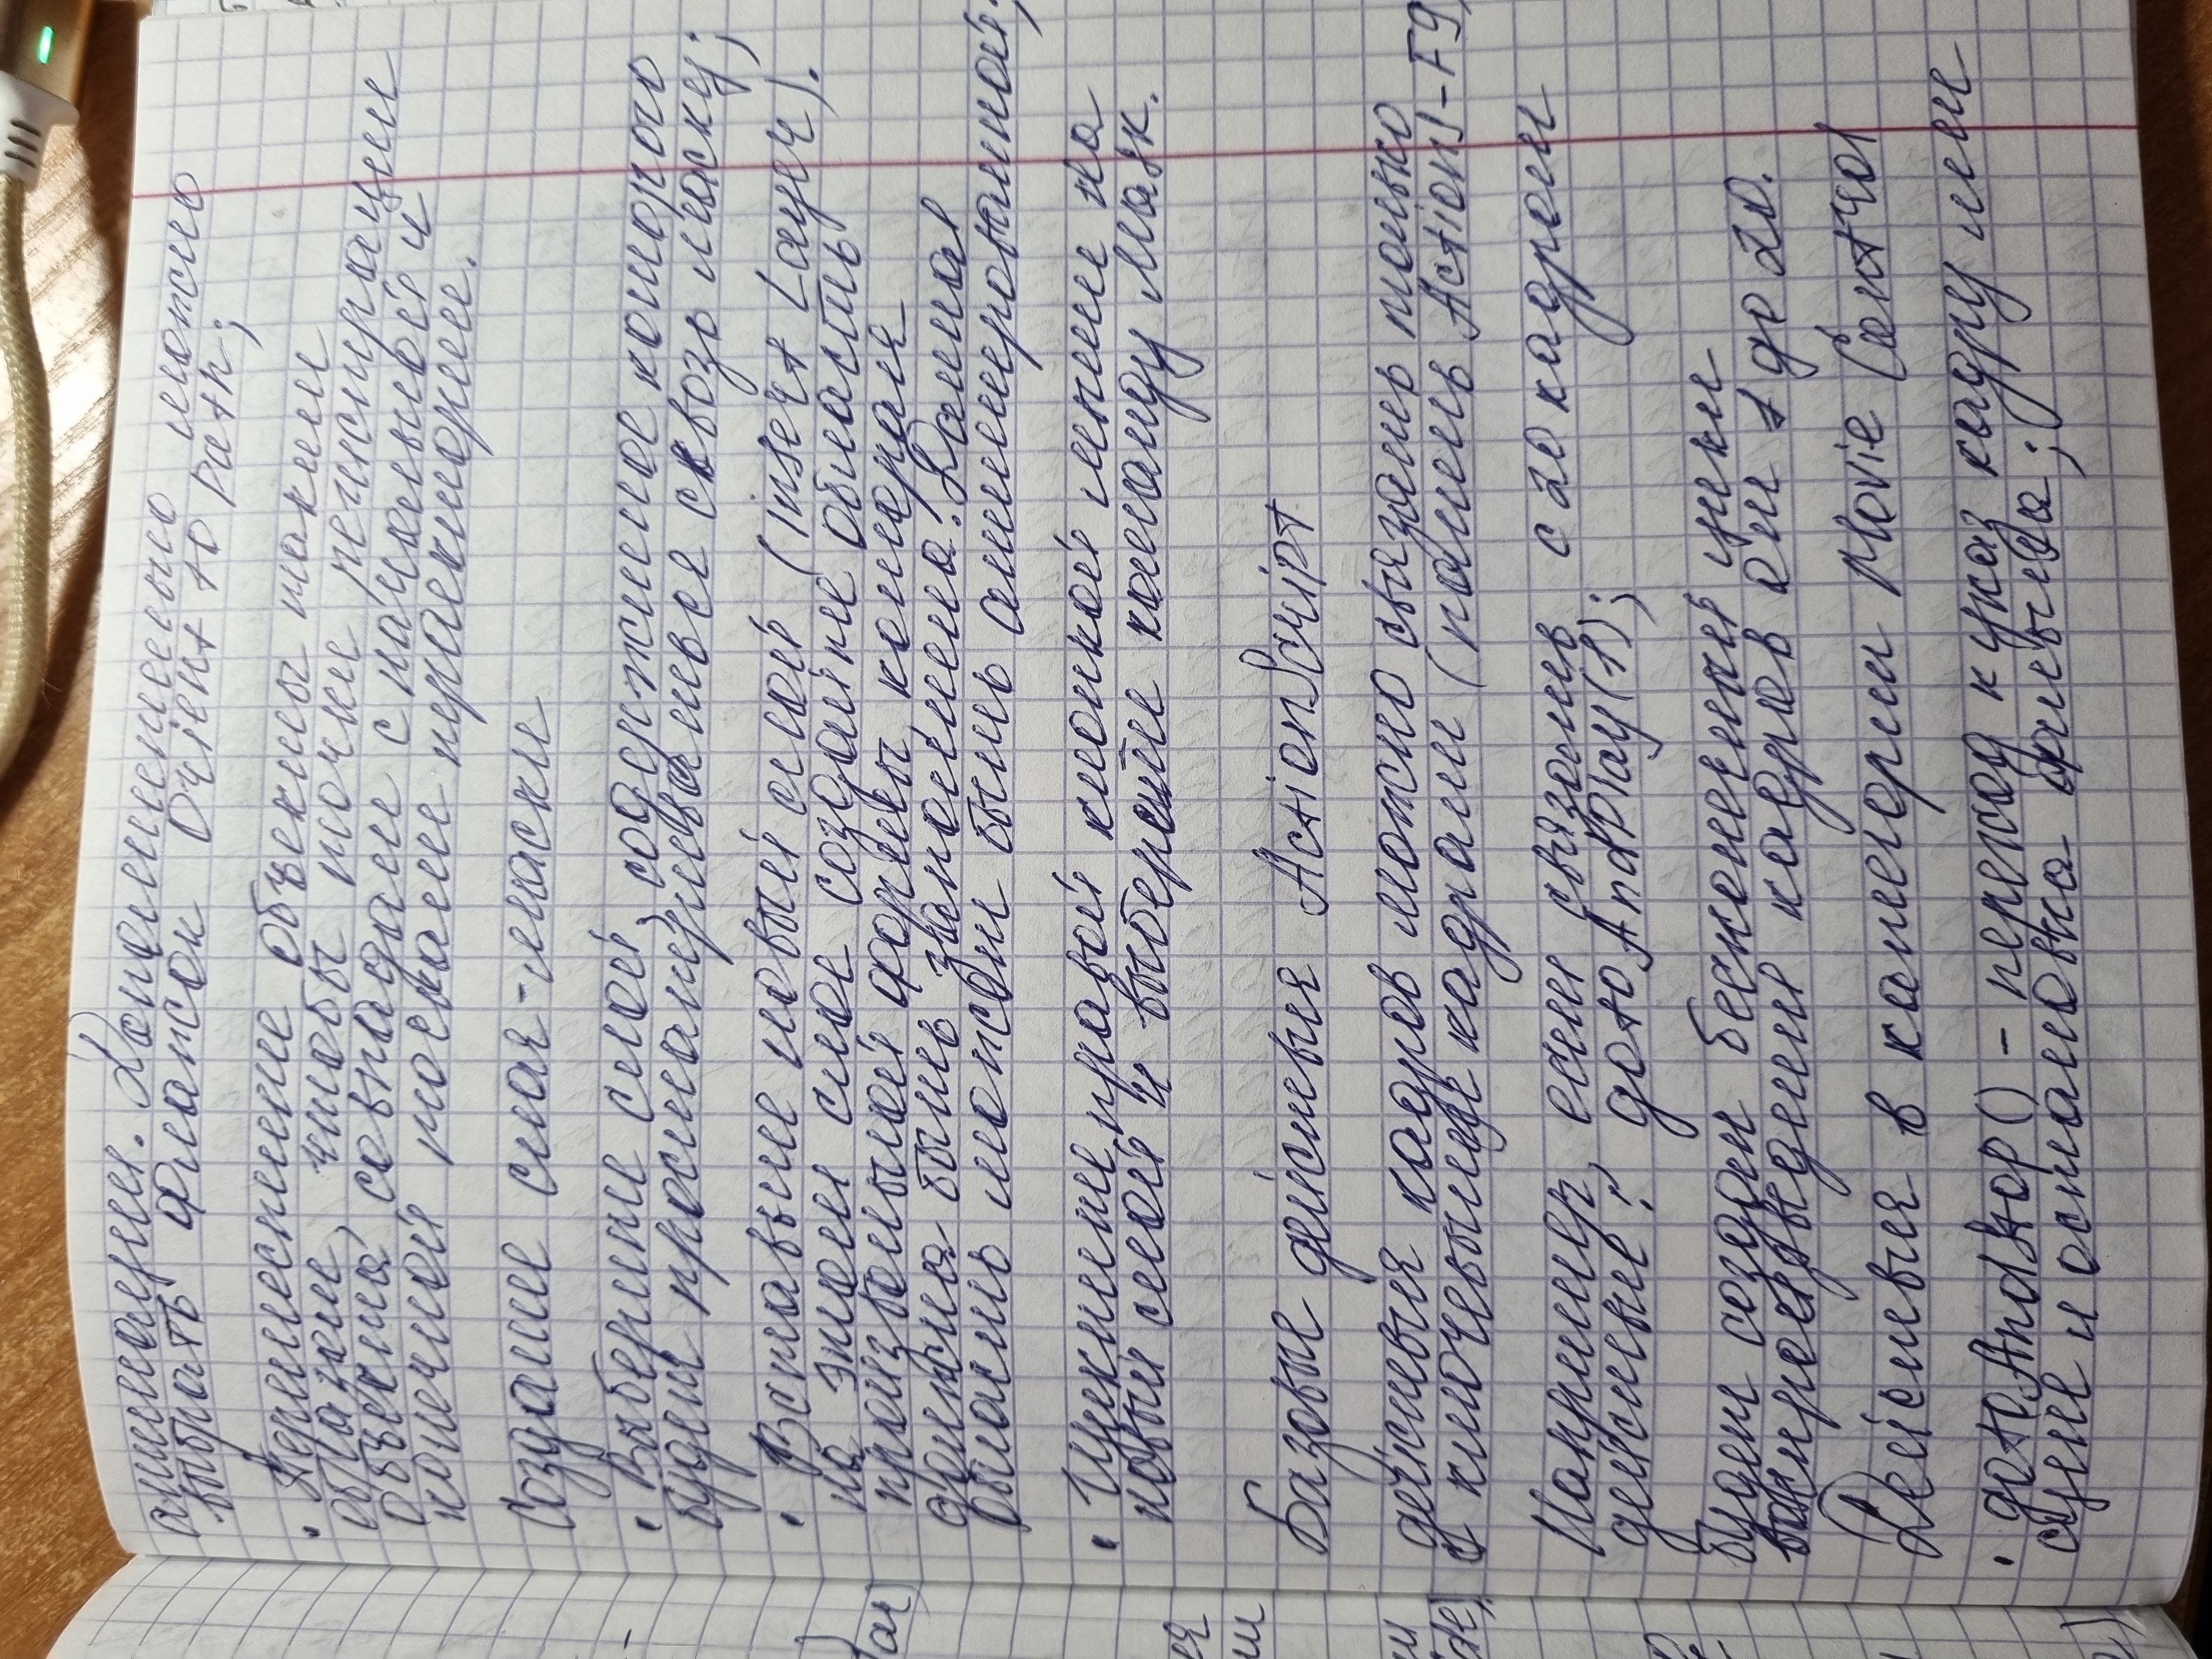 анимации. Дополнительно можно
выбрать флажок Orient to path;
• Переместите объекты таким
образом, чтобы точки регистрации
объекта совпадали с начальной и
конечной точками траектории.
Создание слоя-маски
• Выберите слой, содержимое которого
будет просматриваться сквозь маску;
• Вставьте новый слой (insert Layer).
на этом слое создайте область
произвольной формы, которая
должна быть заполнена. Данная
область может быть анимированной;
• Щёлкните правой кнопкой мыши на
новый слой и выберите команду Mask.
Базовые действия ActionScript
действия кадров можно связать только
с ключевыми кадрами (панель Actions-F9)
Например, если связать с 20 кадром
действие: gotoAndPlay(1);
будет создан бесконечный цикл
воспроизведения кадров от 1 до 20.
Действия в категории Movie Control
• gotoAndStop() - переход к указ кадру или
сцене и остановка фильма;